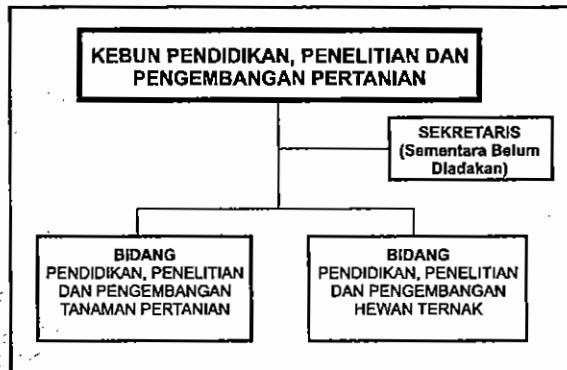 KEBUN PENDIDIKAN, PENELITIAN DAN
PENGEMBANGAN PERTANIAN
SEKRETARIS
(Sementara Belum
Diadakan)
BIDANG
PENDIDIKAN, PENELITIAN
DAN PENGEMBANGAN
TANAMAN PERTANIAN
BIDANG
PENDIDIKAN, PENELITIAN
DAN PENGEMBANGAN
HEWAN TERNAK